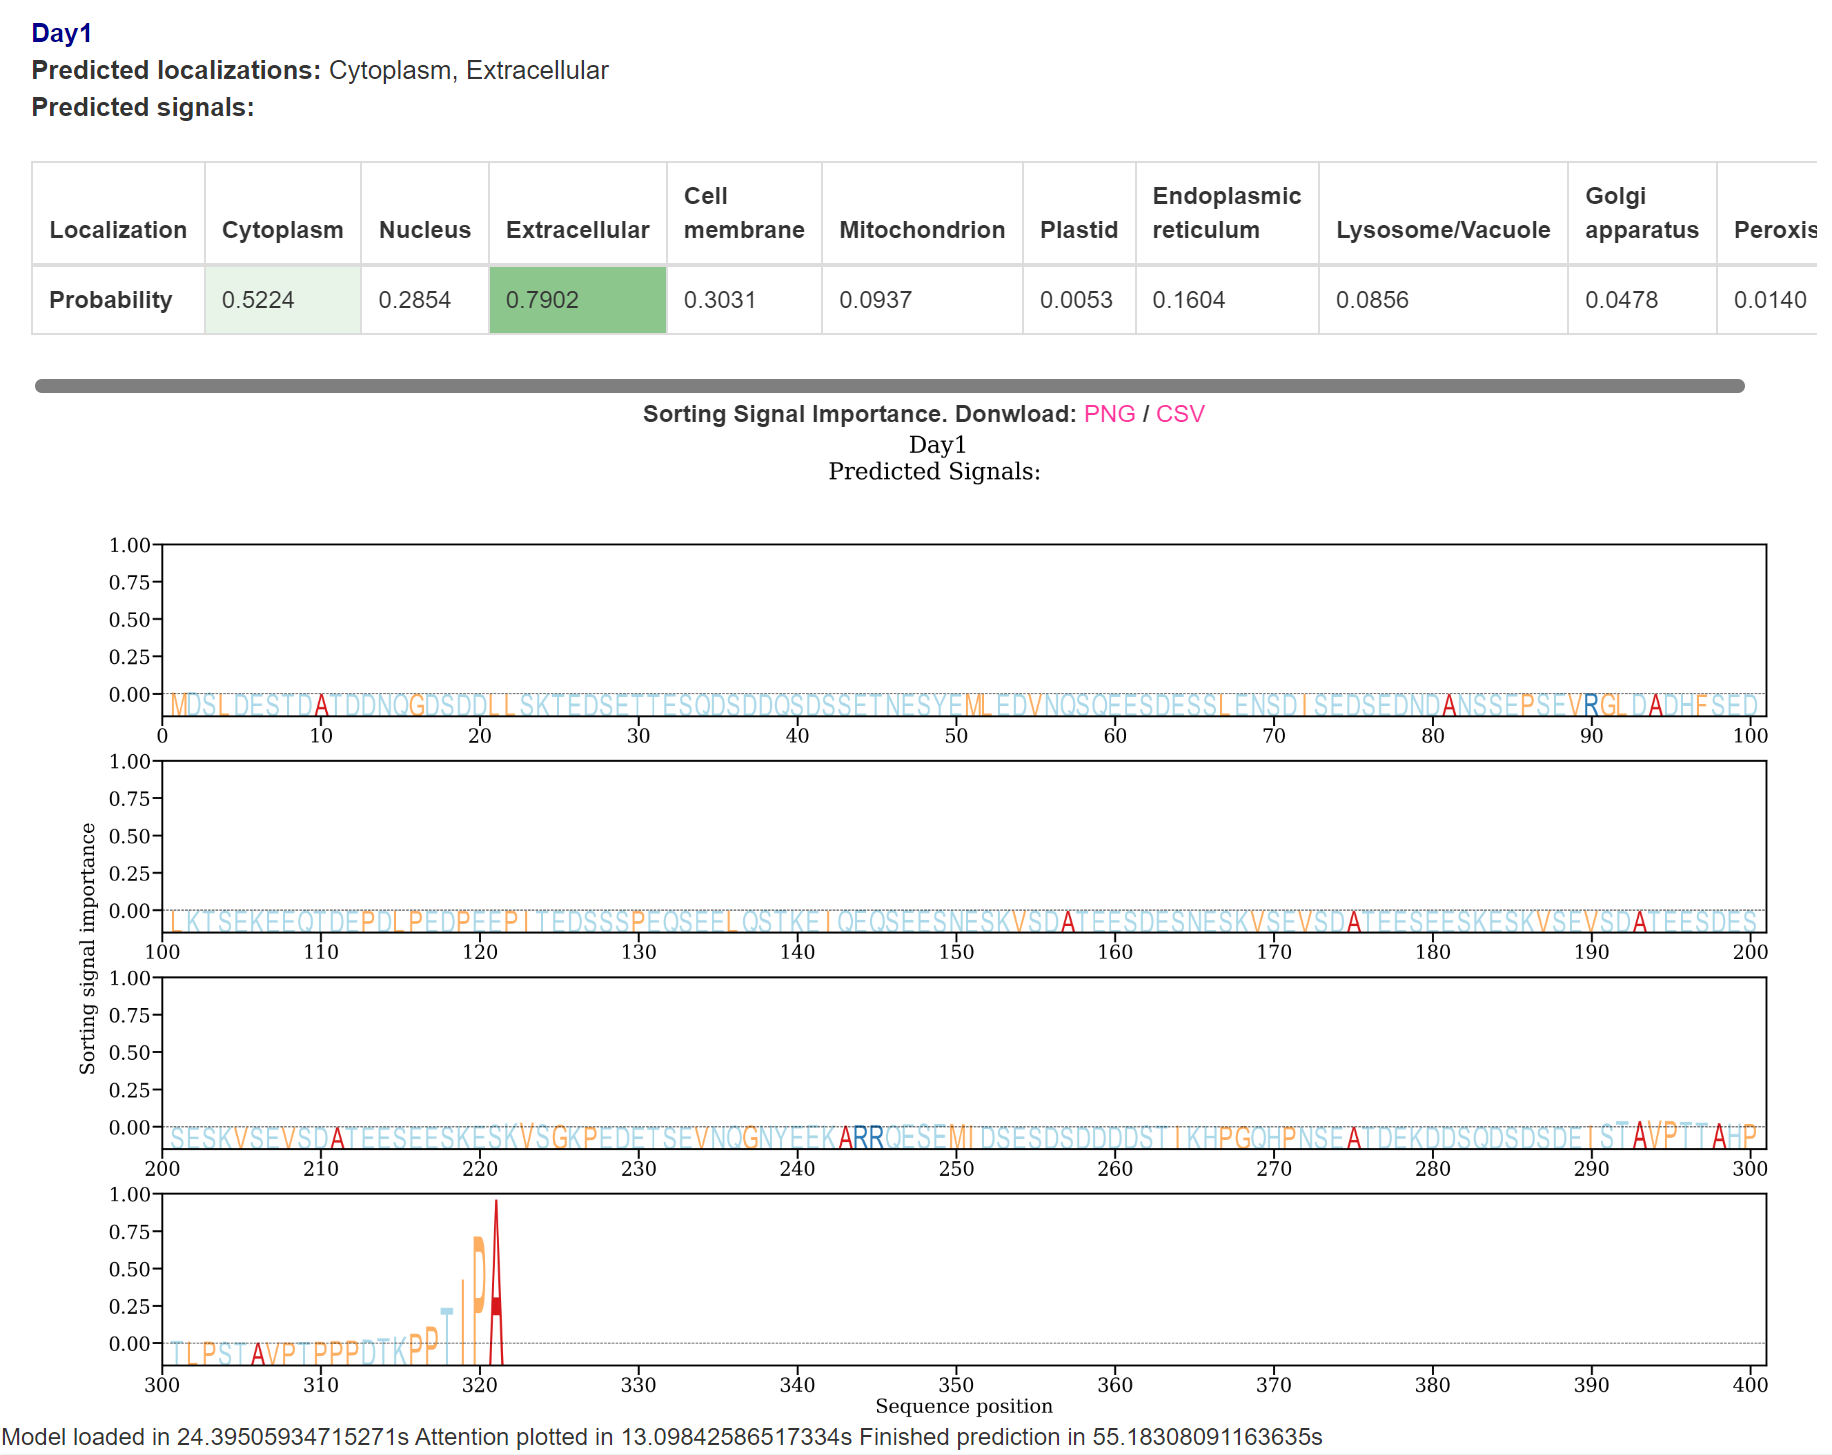 Day1
Predicted localizations: Cytoplasm, Extracellular
Predicted signals:
Localization Cytoplasm Nucleus Extracellular Cell membrane Mitochondrion Plastid Endoplasmic reticulum Lysosome/Vacuole Golgi apparatus Peroxis
Probability 0.5224 0.2854 0.7902 0.3031 0.0937 0.0053 0.1604 0.0856 0.0478 0.0140
Sorting Signal Importance. Donwload: PNG / CSV
Day1
Predicted Signals:
1.00
0.75
0.50
0.25
0.00
MDSLDESTDATDDNQGDSDDLLSKTEDSETTESQDSDDQSDSSETNESYEMLEDVNQSQEESDESSLENSDISEDSEDNDANSSEPSEVRGLDADHFSED
0 10 20 30 40 50 60 70 80 90 100
1.00
0.75
0.50
0.25
0.00
LKTSEKEEQTDEPDLPEDPEEPITEDSSSPEQSEELQSTKEIQEQSEESNESKVSDATEESDESNESKVSEVSDATEESEESKESKVSEVSDATEESDES
100 110 120 130 140 150 160 170 180 190 200
Sorting signal importance
1.00
0.75
0.50
0.25
0.00
SESKVSEVSDATEESEESKESKVSGKPEDETSEVNQGNYEEKARRQESEMIDSESDSDDDDSTIKHPGQHPNSEATDEKDDSQDSDSDEISTAVPTTAHP
200 210 220 230 240 250 260 270 280 290 300
1.00
0.75
0.50
0.25
0.00
TLPSTAVPTPPPDTKPPTIPA
300 310 320 330 340 350 360 370 380 390 400
Sequence position
Model loaded in 24.39505934715271s Attention plotted in 13.09842586517334s Finished prediction in 55.18308091163635s